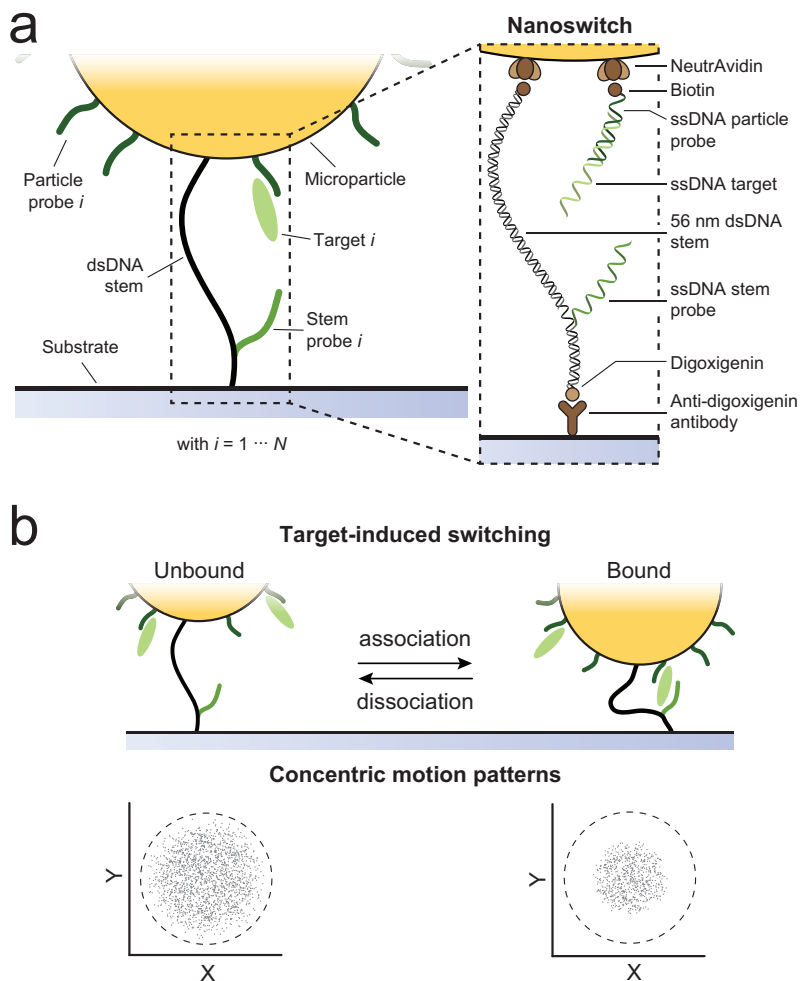 a
Nanoswitch
NeutrAvidin
Biotin
ssDNA particle
probe
ssDNA target
56 nm dsDNA
stem
ssDNA stem
probe
Digoxigenin
Anti-digoxigenin
antibody
Particle
probe i
Microparticle
Target i
dsDNA
stem
Stem
probe i
Substrate
with i = 1 ··· N
b
Target-induced switching
Unbound
Bound
association
dissociation
Concentric motion patterns
Y
X
Y
X